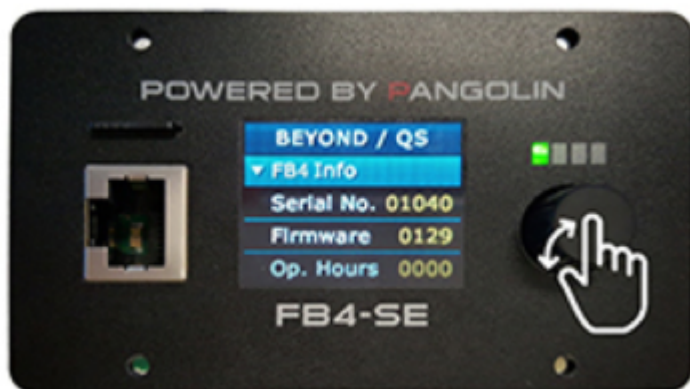 POWERED BY PANGOLIN
BEYOND / QS
FB4 Info
Serial No. 01040
Firmware 0129
Op. Hours 0000
FB4-SE